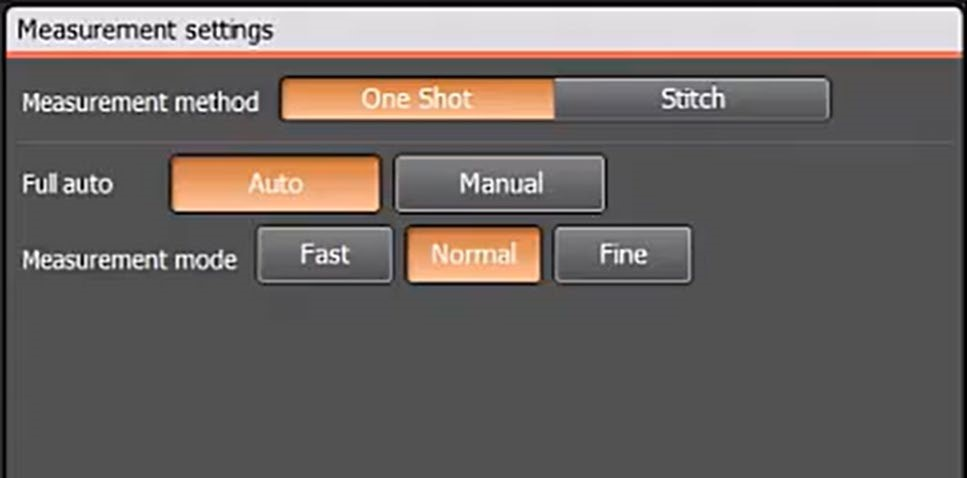 Measurement settings
Measurement method One Shot Stitch
Full auto Auto Manual
Measurement mode Fast Normal Fine